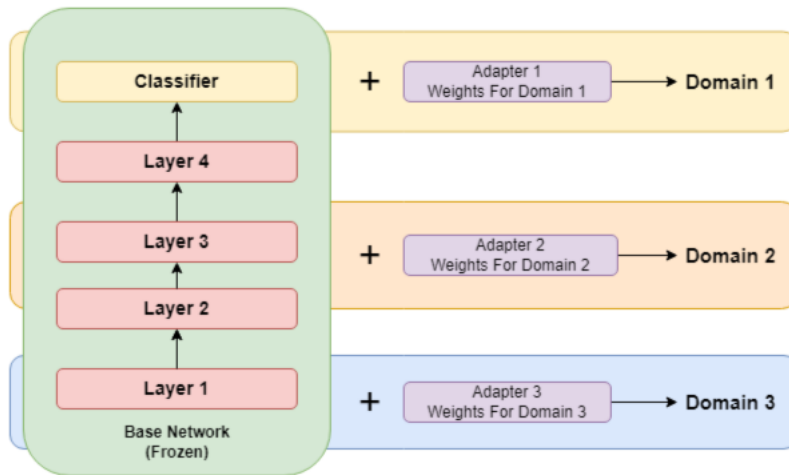 Classifier
Layer 4
Layer 3
Layer 2
Layer 1
Base Network
(Frozen)
+
Adapter 1
Weights For Domain 1
Domain 1
+
Adapter 2
Weights For Domain 2
Domain 2
+
Adapter 3
Weights For Domain 3
Domain 3